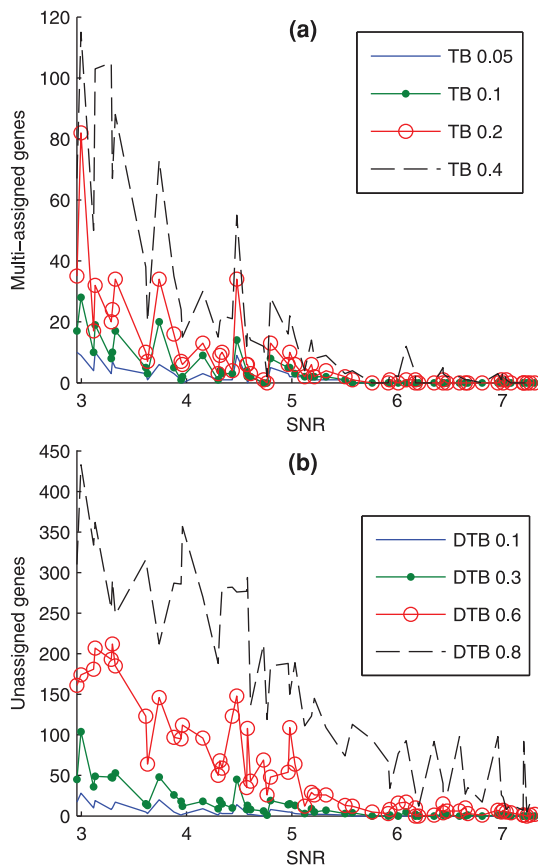 (a)
120
100
80
60
40
20
0
Multi−assigned genes
3 4 5 6 7
SNR
TB 0.05
TB 0.1
TB 0.2
TB 0.4
(b)
450
400
350
300
250
200
150
100
50
0
Unassigned genes
3 4 5 6 7
SNR
DTB 0.1
DTB 0.3
DTB 0.6
DTB 0.8